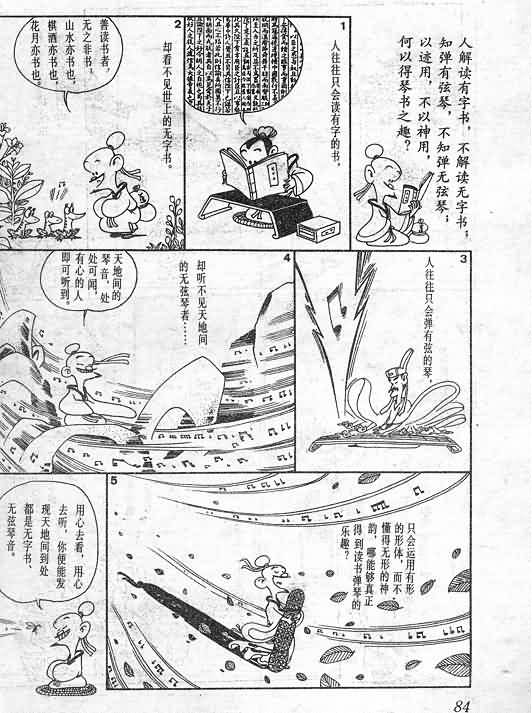 人解读有字书，不解读无字书；
知弹有弦琴，不知弹无弦琴；
以迹用，不以神用，
何以得琴书之趣？
1
人往往只会读有字的书，
2
却看不见世上的无字书。
善读书者，
无之非书：
山水亦书也，
棋酒亦书也，
花月亦书也。
3
人往往只会弹有弦的琴，
4
却听不见天地间
的无弦琴音……
天地间的
琴音，处
处可闻，
有心的人
即可听到。
5
只会运用有形
的形体，而不
懂得无形的神
韵，哪能够真正
得到读书弹琴的
乐趣？
用心去看，用心
去听，你便能发
现天地间到处
都是无字书、
无弦琴音。
84